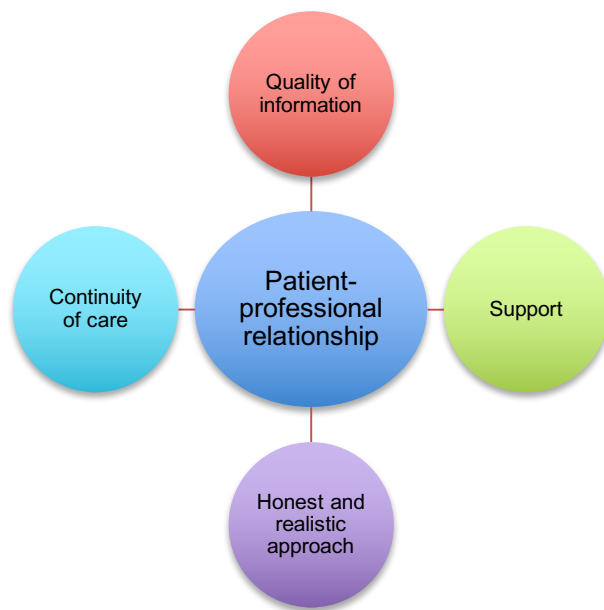 Quality of
information
Continuity
of care
Patient-
professional
relationship
Support
Honest and
realistic
approach